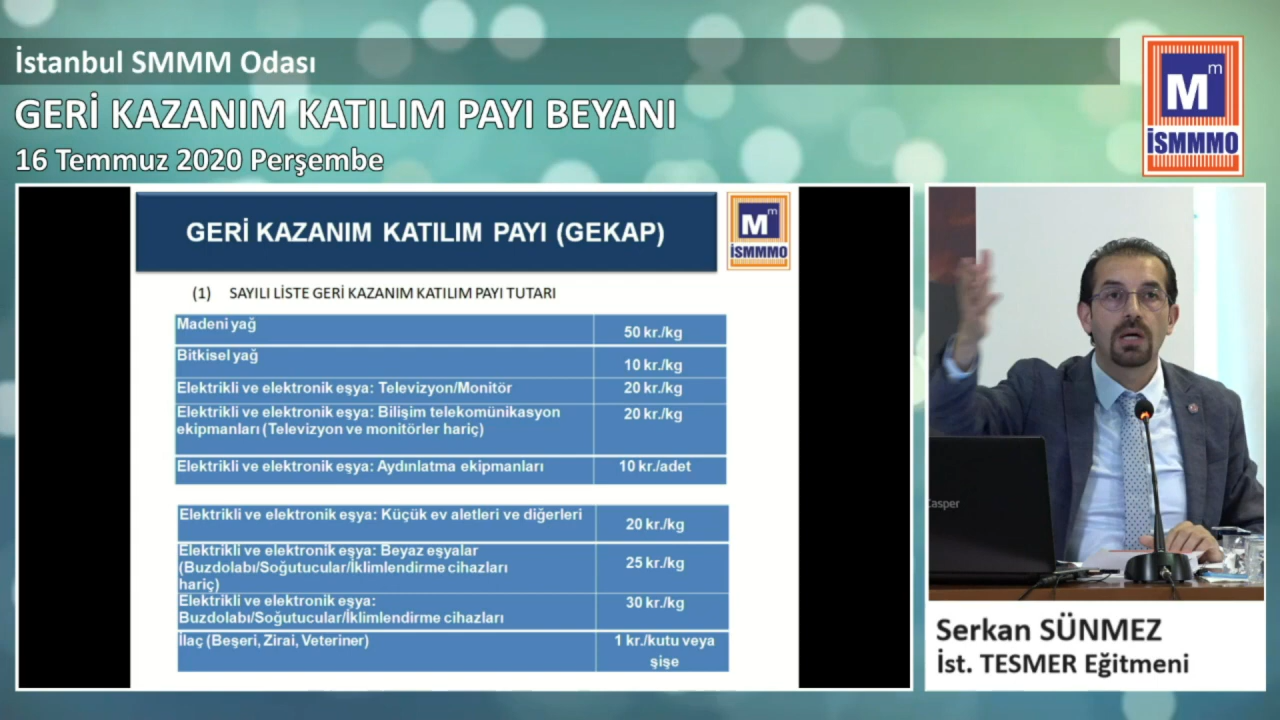 İstanbul SMMM Odası
GERİ KAZANIM KATILIM PAYI BEYANI
16 Temmuz 2020 Perşembe
Mm
İSMMMO
GERİ KAZANIM KATILIM PAYI (GEKAP)
Mm
İSMMMO
(1) SAYILI LİSTE GERİ KAZANIM KATILIM PAYI TUTARI
Madeni yağ
50 kr./kg
Bitkisel yağ
10 kr./kg
Elektrikli ve elektronik eşya: Televizyon/Monitör
20 kr./kg
Elektrikli ve elektronik eşya: Bilişim telekomünikasyon
ekipmanları (Televizyon ve monitörler hariç)
20 kr./kg
Elektrikli ve elektronik eşya: Aydınlatma ekipmanları
10 kr./adet
Elektrikli ve elektronik eşya: Küçük ev aletleri ve diğerleri
20 kr./kg
Elektrikli ve elektronik eşya: Beyaz eşyalar
(Buzdolabı/Soğutucular/İklimlendirme cihazları
hariç)
25 kr./kg
Elektrikli ve elektronik eşya:
Buzdolabı/Soğutucular/İklimlendirme cihazları
30 kr./kg
İlaç (Beşeri, Zirai, Veteriner)
1 kr./kutu veya
şişe
Casper
Serkan SÜNMEZ
İst. TESMER Eğitmeni